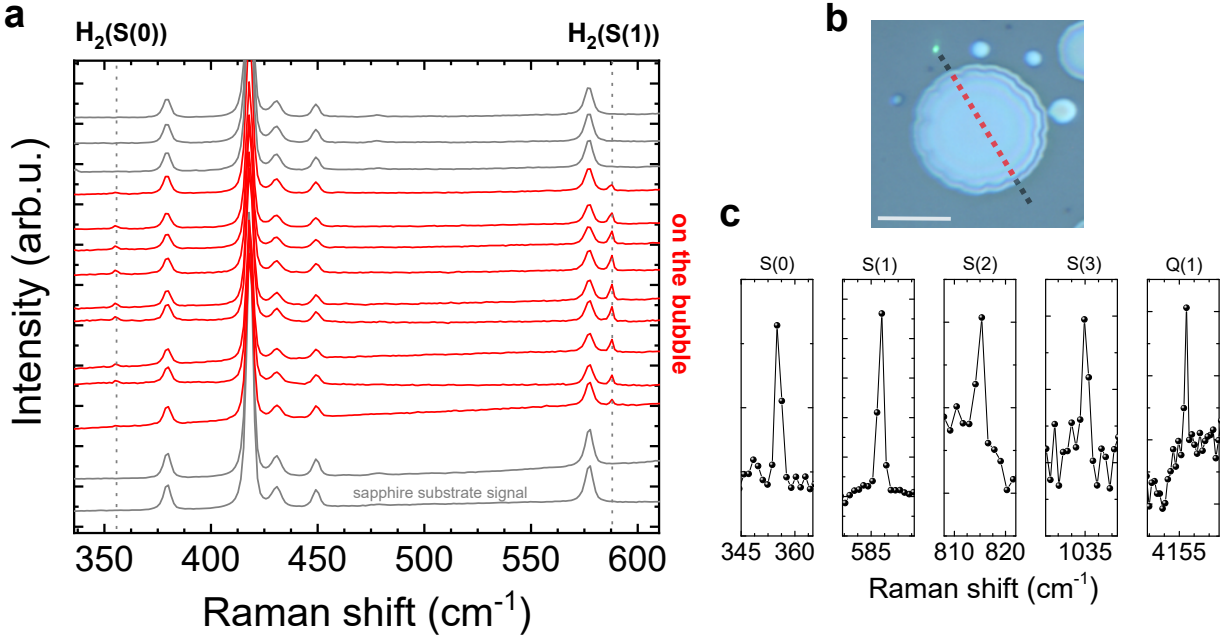 a
H2(S(0))
H2(S(1))
Intensity (arb.u.)
on the bubble
sapphire substrate signal
350 400 450 500 550 600
Raman shift (cm-1)
b
c
S(0) S(1) S(2) S(3) Q(1)
345 360 585 810 820 1035 4155
Raman shift (cm-1)